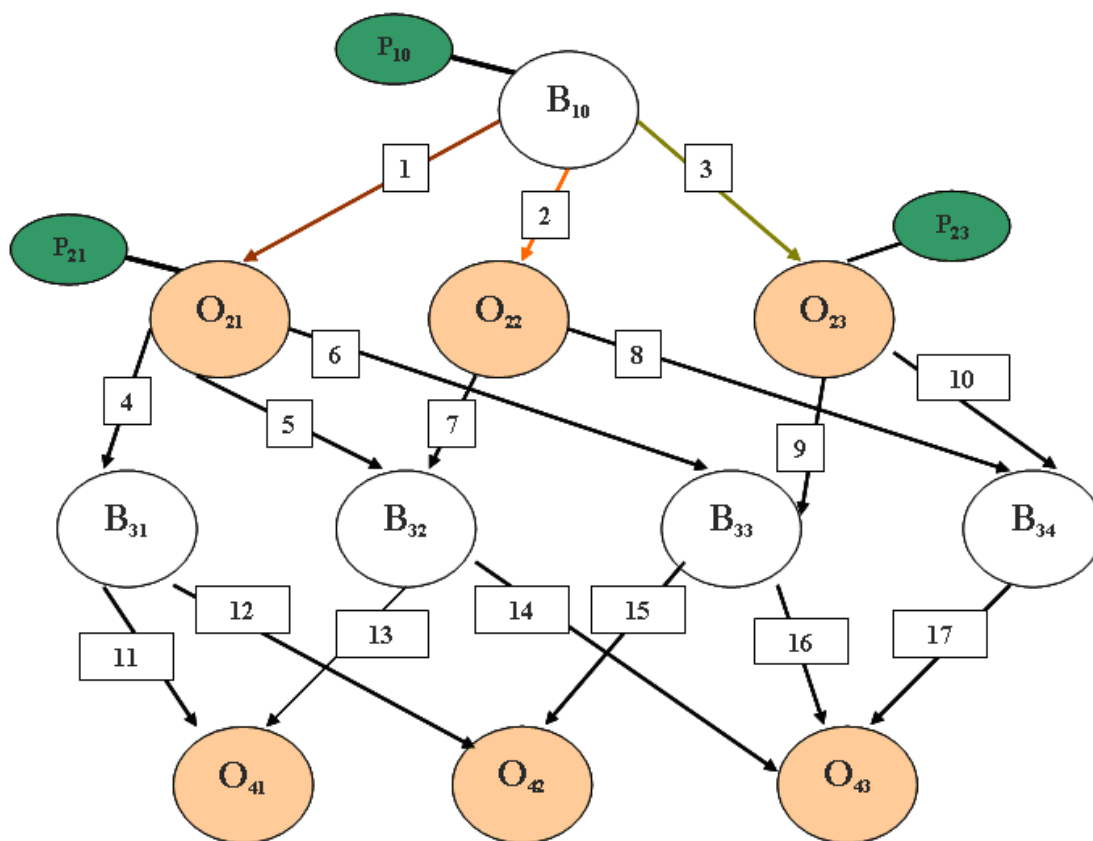 P₁₀
B₁₀
1
3
2
P₂₁
P₂₃
O₂₁
O₂₂
O₂₃
6
8
10
4
5
7
9
B₃₁
B₃₂
B₃₃
B₃₄
12
14
15
11
13
16
17
O₄₁
O₄₂
O₄₃